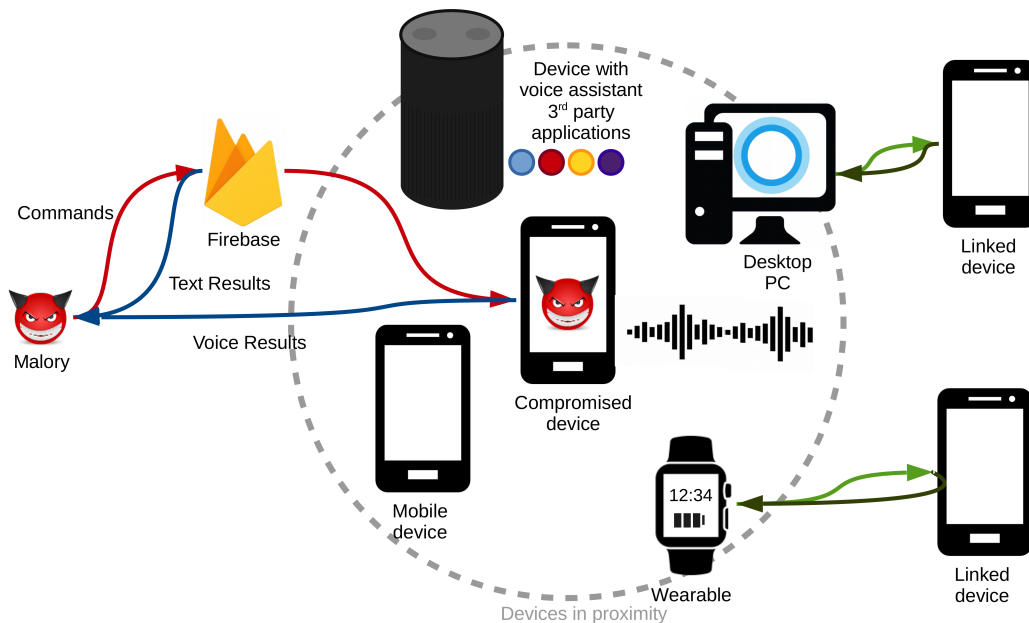 Device with
voice assistant
3rd party
applications
Commands
Firebase
Text Results
Malory
Voice Results
Desktop
PC
Linked
device
Compromised
device
Mobile
device
12:34
Wearable
Linked
device
Devices in proximity